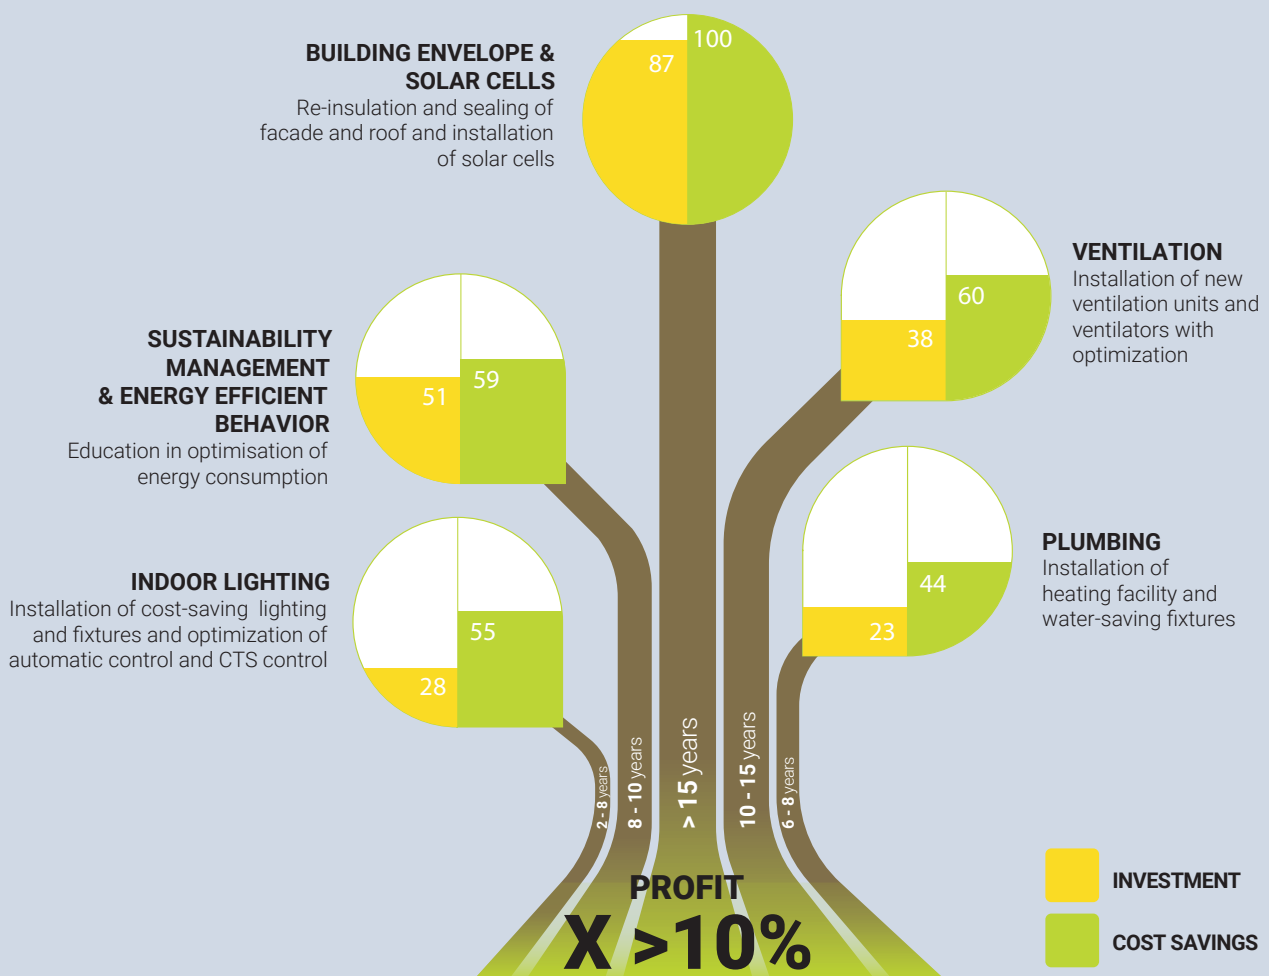 BUILDING ENVELOPE &
SOLAR CELLS
Re-insulation and sealing of
facade and roof and installation
of solar cells
87
100
VENTILATION
Installation of new
ventilation units and
ventilators with
optimization
38
60
SUSTAINABILITY
MANAGEMENT
& ENERGY EFFICIENT
BEHAVIOR
Education in optimisation of
energy consumption
51
59
PLUMBING
Installation of
heating facility and
water-saving fixtures
23
44
INDOOR LIGHTING
Installation of cost-saving lighting
and fixtures and optimization of
automatic control and CTS control
28
55
2 - 8 years
8 - 10 years
> 15 years
10 - 15 years
6 - 8 years
PROFIT
X >10%
INVESTMENT
COST SAVINGS